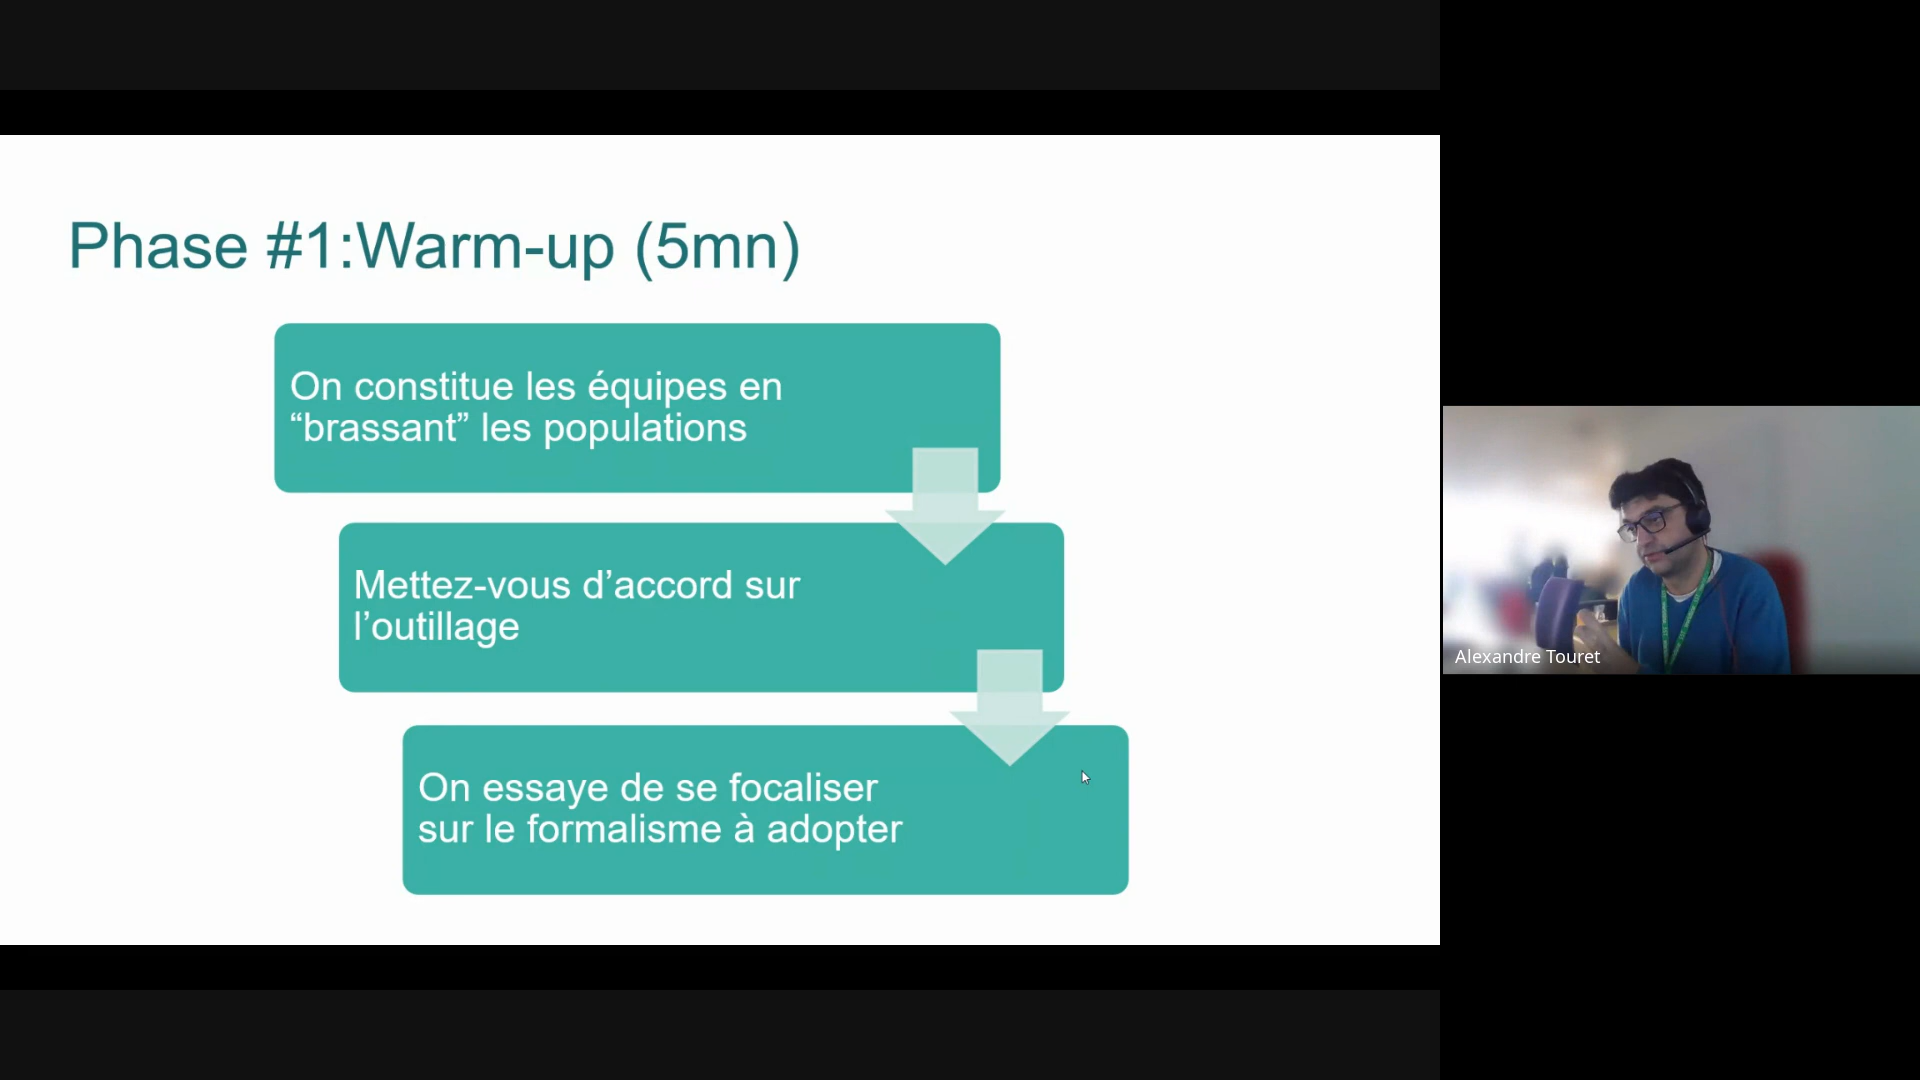 Phase #1:Warm-up (5mn)
On constitue les équipes en
“brassant” les populations
Mettez-vous d’accord sur
l’outillage
On essaye de se focaliser
sur le formalisme à adopter
Alexandre Touret